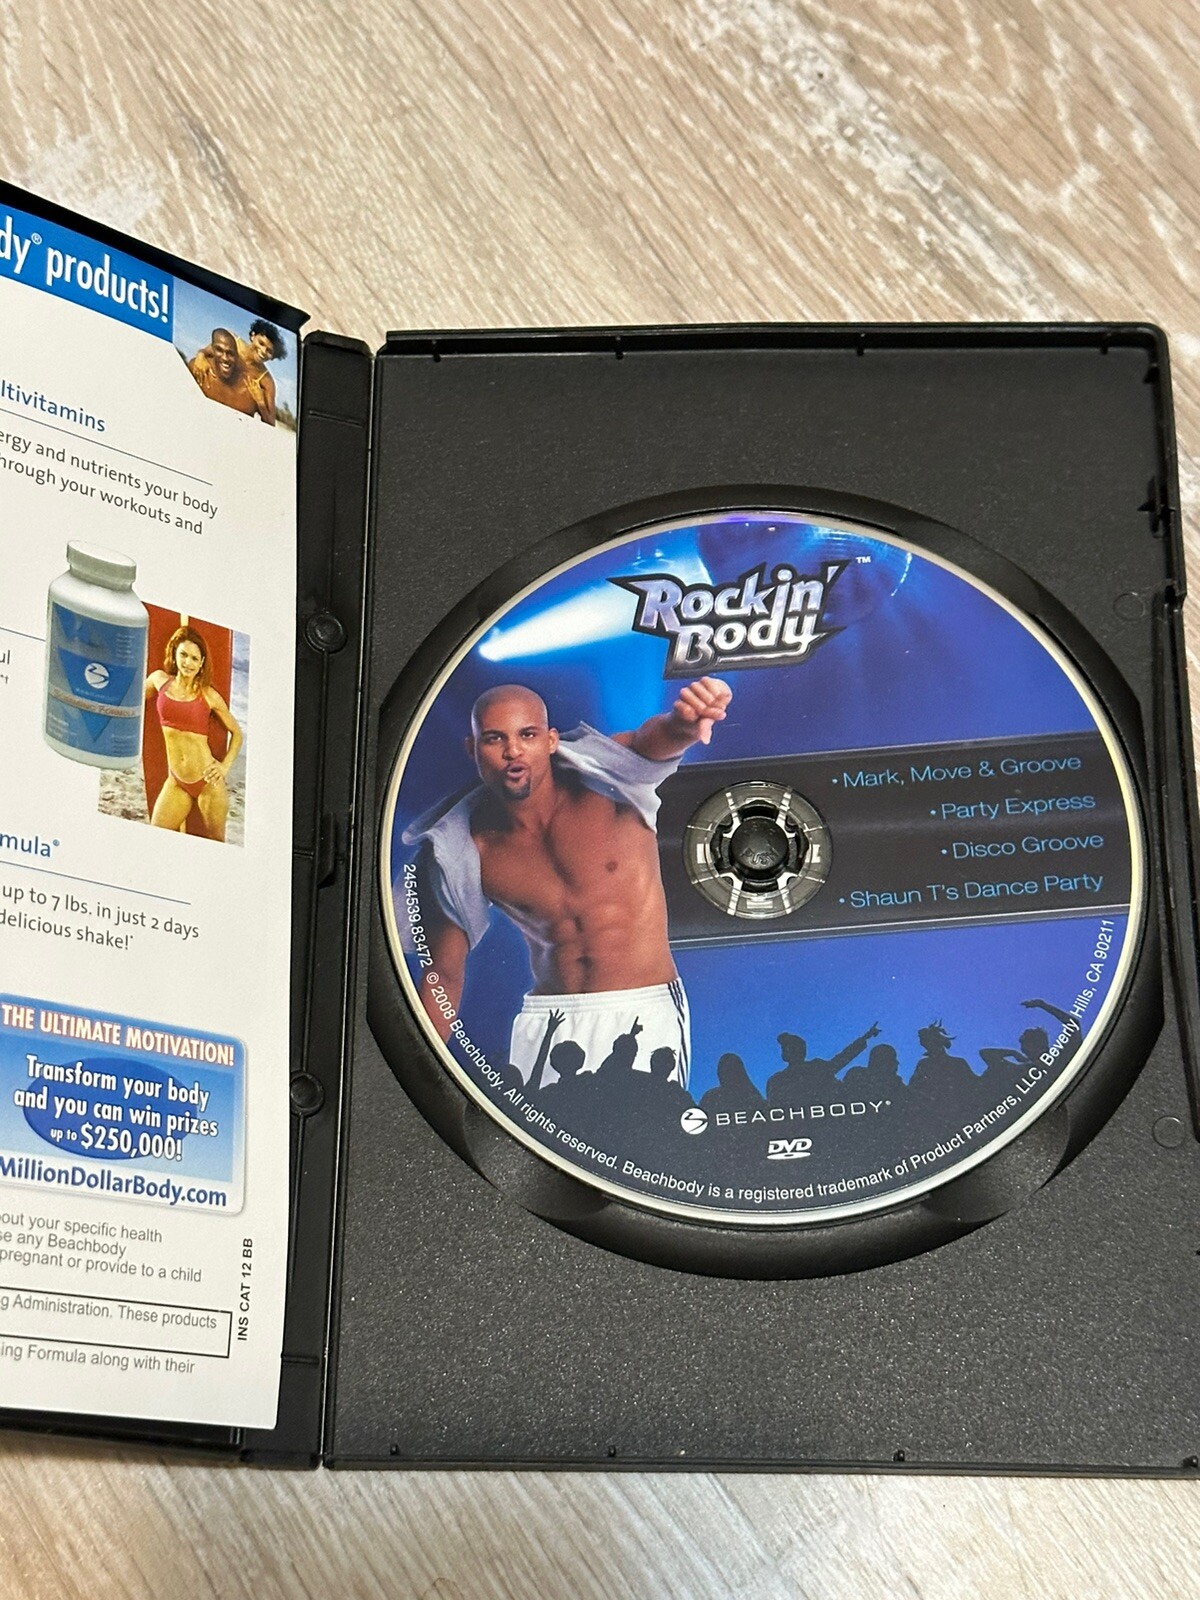 dy® products!
ltivitamins
ergy and nutrients your body
hrough your workouts and
ul
BEACHBODY
mula®
up to 7 lbs. in just 2 days
delicious shake!*
THE ULTIMATE MOTIVATION!
Transform your body
and you can win prizes
up to $250,000!
MillionDollarBody.com
out your specific health
se any Beachbody
pregnant or provide to a child
g Administration. These products
ing Formula along with their
INS CAT 12 BB
Rockin' ™
Body
• Mark, Move & Groove
• Party Express
• Disco Groove
• Shaun T's Dance Party
BEACHBODY®
DVD
2454539.83472 © 2008 Beachbody. All rights reserved. Beachbody is a registered trademark of Product Partners, LLC, Beverly Hills, CA 90211